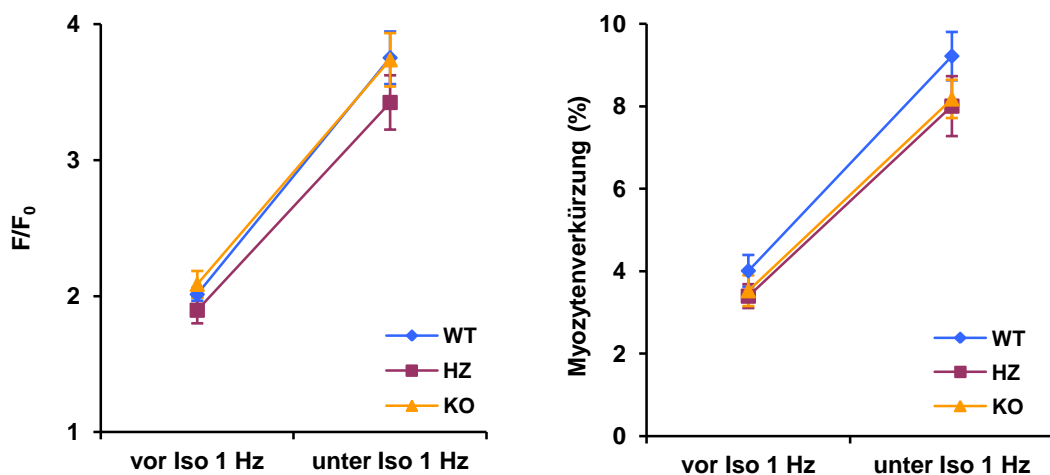 4
3
2
1
F/F0
vor Iso 1 Hz
unter Iso 1 Hz
WT
HZ
KO
10
8
6
4
2
0
Myozytenverkürzung (%)
vor Iso 1 Hz
unter Iso 1 Hz
WT
HZ
KO